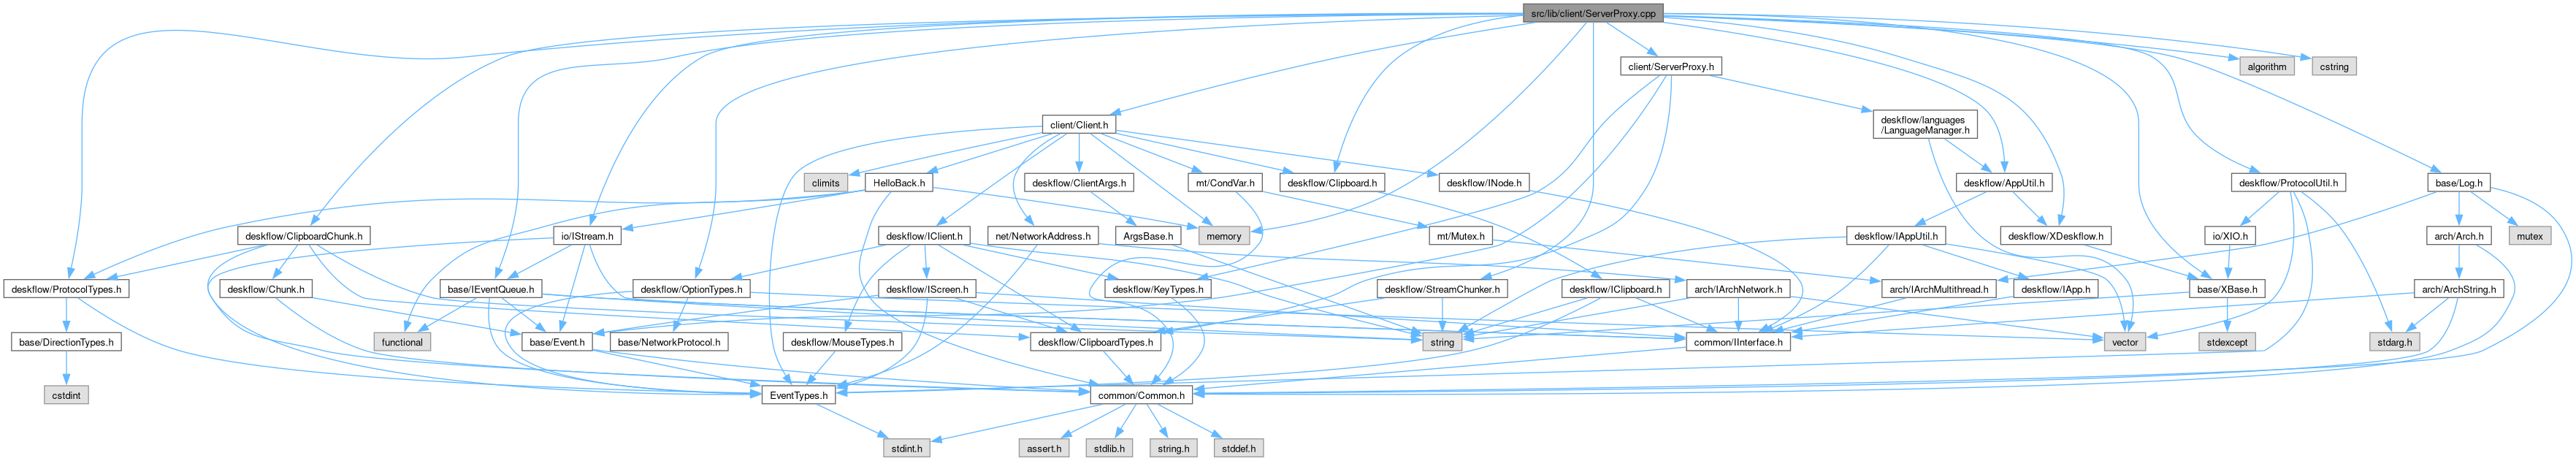 src/lib/client/ServerProxy.cpp
client/ServerProxy.h
algorithm
cstring
client/Client.h
deskflow/languages
/LanguageManager.h
climits
HelloBack.h
deskflow/ClientArgs.h
mt/CondVar.h
deskflow/Clipboard.h
deskflow/INode.h
deskflow/AppUtil.h
deskflow/ProtocolUtil.h
base/Log.h
deskflow/ClipboardChunk.h
io/IStream.h
deskflow/IClient.h
net/NetworkAddress.h
ArgsBase.h
memory
mt/Mutex.h
deskflow/IAppUtil.h
deskflow/XDeskflow.h
io/XIO.h
arch/Arch.h
mutex
deskflow/ProtocolTypes.h
deskflow/Chunk.h
base/IEventQueue.h
deskflow/OptionTypes.h
deskflow/IScreen.h
deskflow/KeyTypes.h
deskflow/StreamChunker.h
deskflow/IClipboard.h
arch/IArchNetwork.h
arch/IArchMultithread.h
deskflow/IApp.h
base/XBase.h
arch/ArchString.h
base/DirectionTypes.h
functional
base/Event.h
base/NetworkProtocol.h
deskflow/MouseTypes.h
deskflow/ClipboardTypes.h
string
common/IInterface.h
vector
stdexcept
stdarg.h
cstdint
EventTypes.h
common/Common.h
stdint.h
assert.h
stdlib.h
string.h
stddef.h